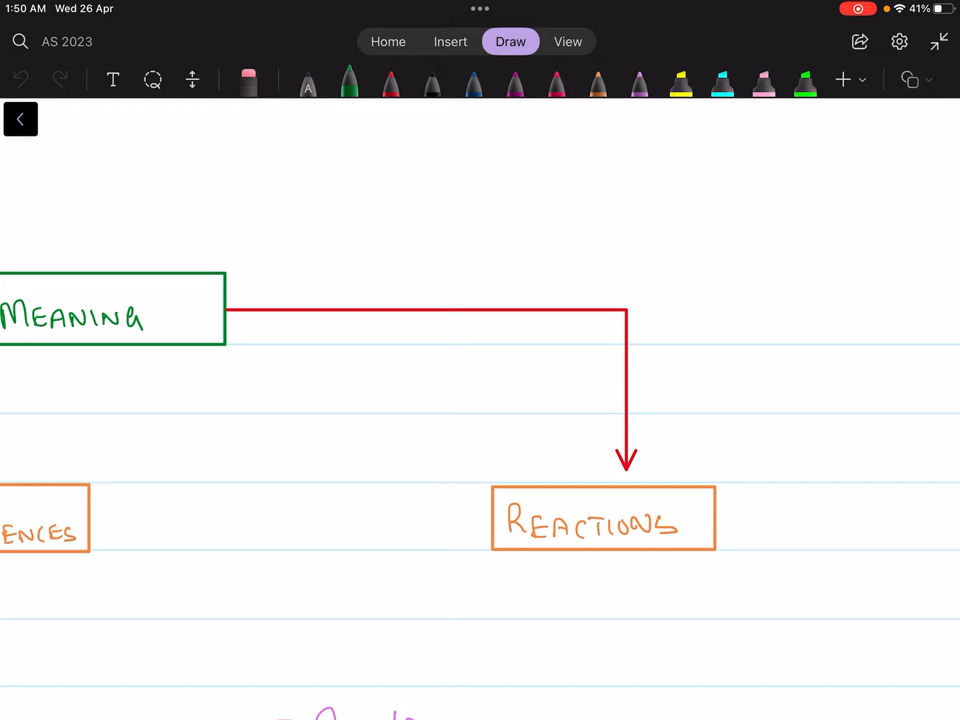 1:50 AM Wed 26 Apr
41%
AS 2023
Home Insert Draw View
T
A
MEANING
ENCES
REACTIONS